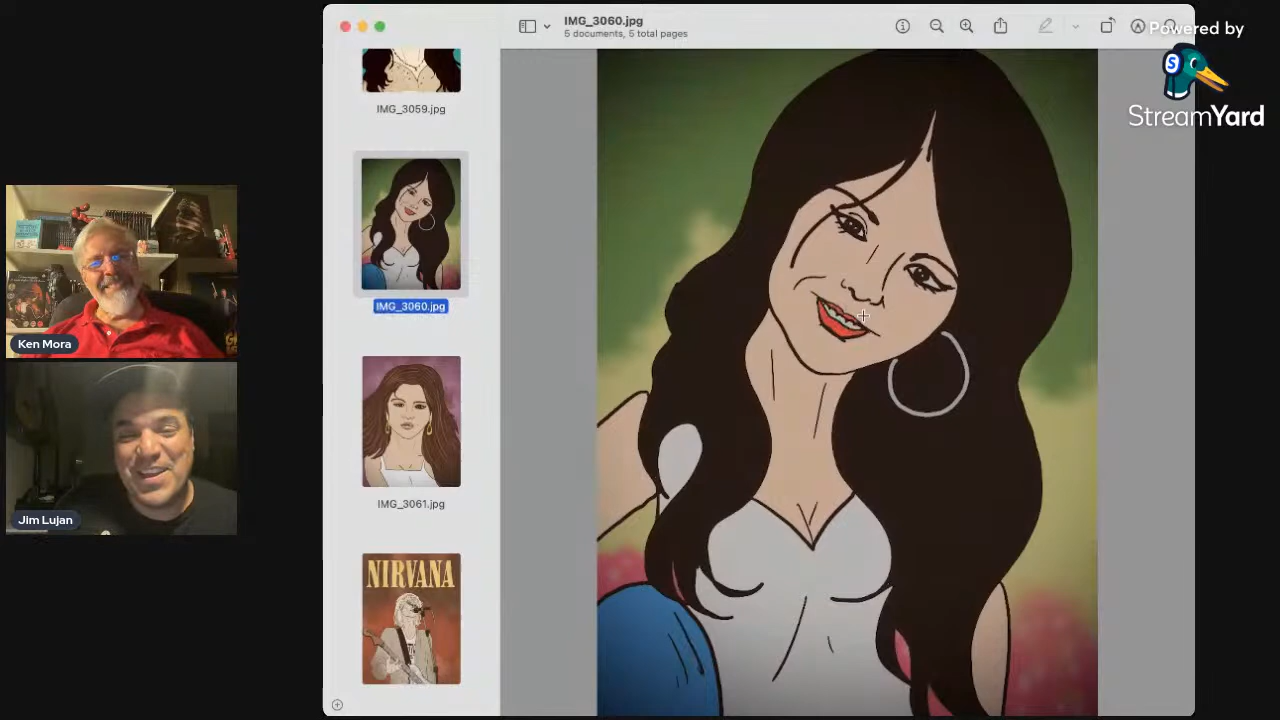 IMG_3060.jpg
5 documents, 5 total pages
Powered by
StreamYard
IMG_3059.jpg
IMG_3060.jpg
IMG_3061.jpg
NIRVANA
Ken Mora
Jim Lujan